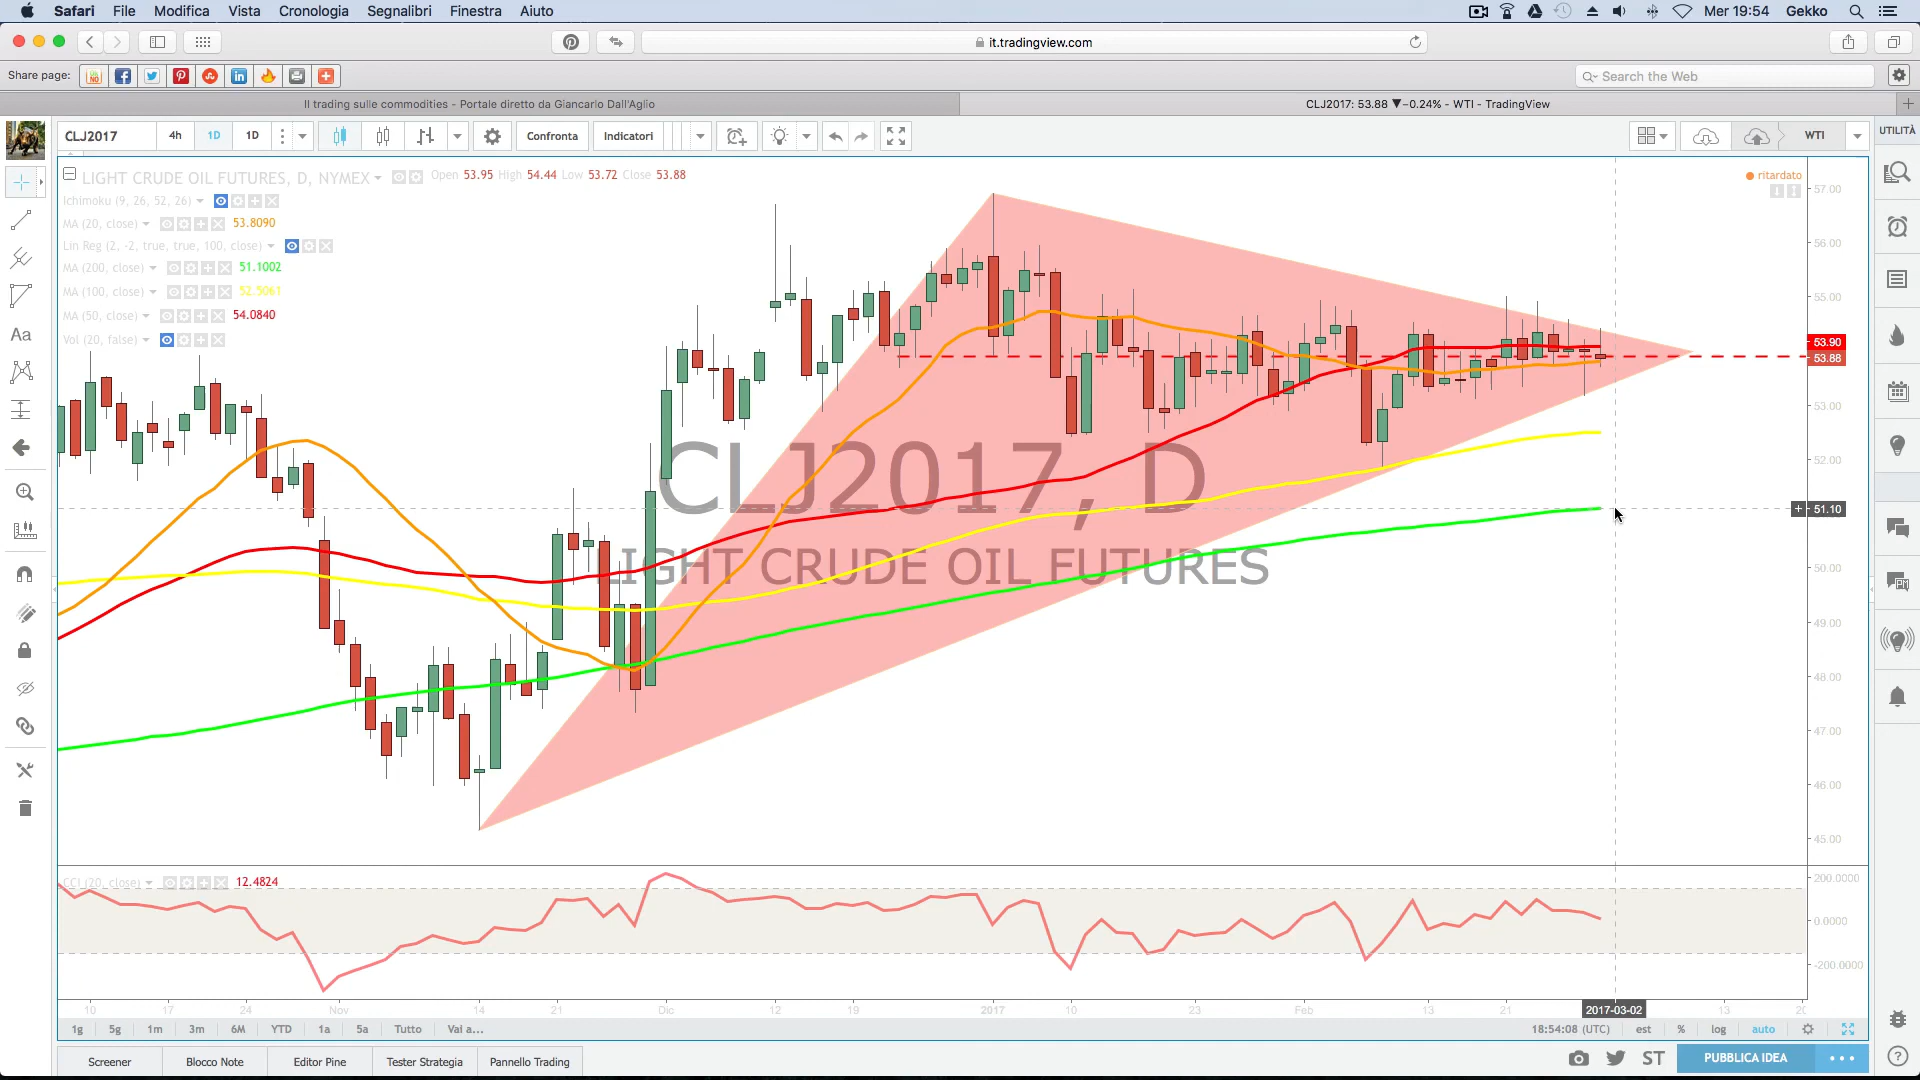 Safari File Modifica Vista Cronologia Segnalibri Finestra Aiuto Mer 19:54 Gekko
it.tradingview.com
Share page: Search the Web
Il trading sulle commodities - Portale diretto da Giancarlo Dall'Aglio CLJ2017: 53.88 ▼−0.24% - WTI - TradingView
CLJ2017 4h 1D 1D Confronta Indicatori WTI UTILITÀ
LIGHT CRUDE OIL FUTURES, D, NYMEX Open 53.95 High 54.44 Low 53.72 Close 53.88 ritardato
Ichimoku (9, 26, 52, 26)
MA (20, close) 53.8090
Lin Reg (2, -2, true, true, 100, close)
MA (200, close) 51.1002
MA (100, close) 52.5061
MA (50, close) 54.0840
Vol (20, false)
Aa
57.00
56.00
55.00
53.90
53.88
53.00
52.00
51.10
50.00
49.00
48.00
47.00
46.00
45.00
CLJ2017, D
LIGHT CRUDE OIL FUTURES
CCI (20, close) 12.4824
200.0000
0.0000
-200.0000
10 17 24 Nov 14 21 Dic 12 19 2017 10 23 Feb 13 21 2017-03-02 13 20
1g 5g 1m 3m 6M YTD 1a 5a Tutto Vai a... 18:54:08 (UTC) est % log auto
Screener Blocco Note Editor Pine Tester Strategia Pannello Trading ST PUBBLICA IDEA